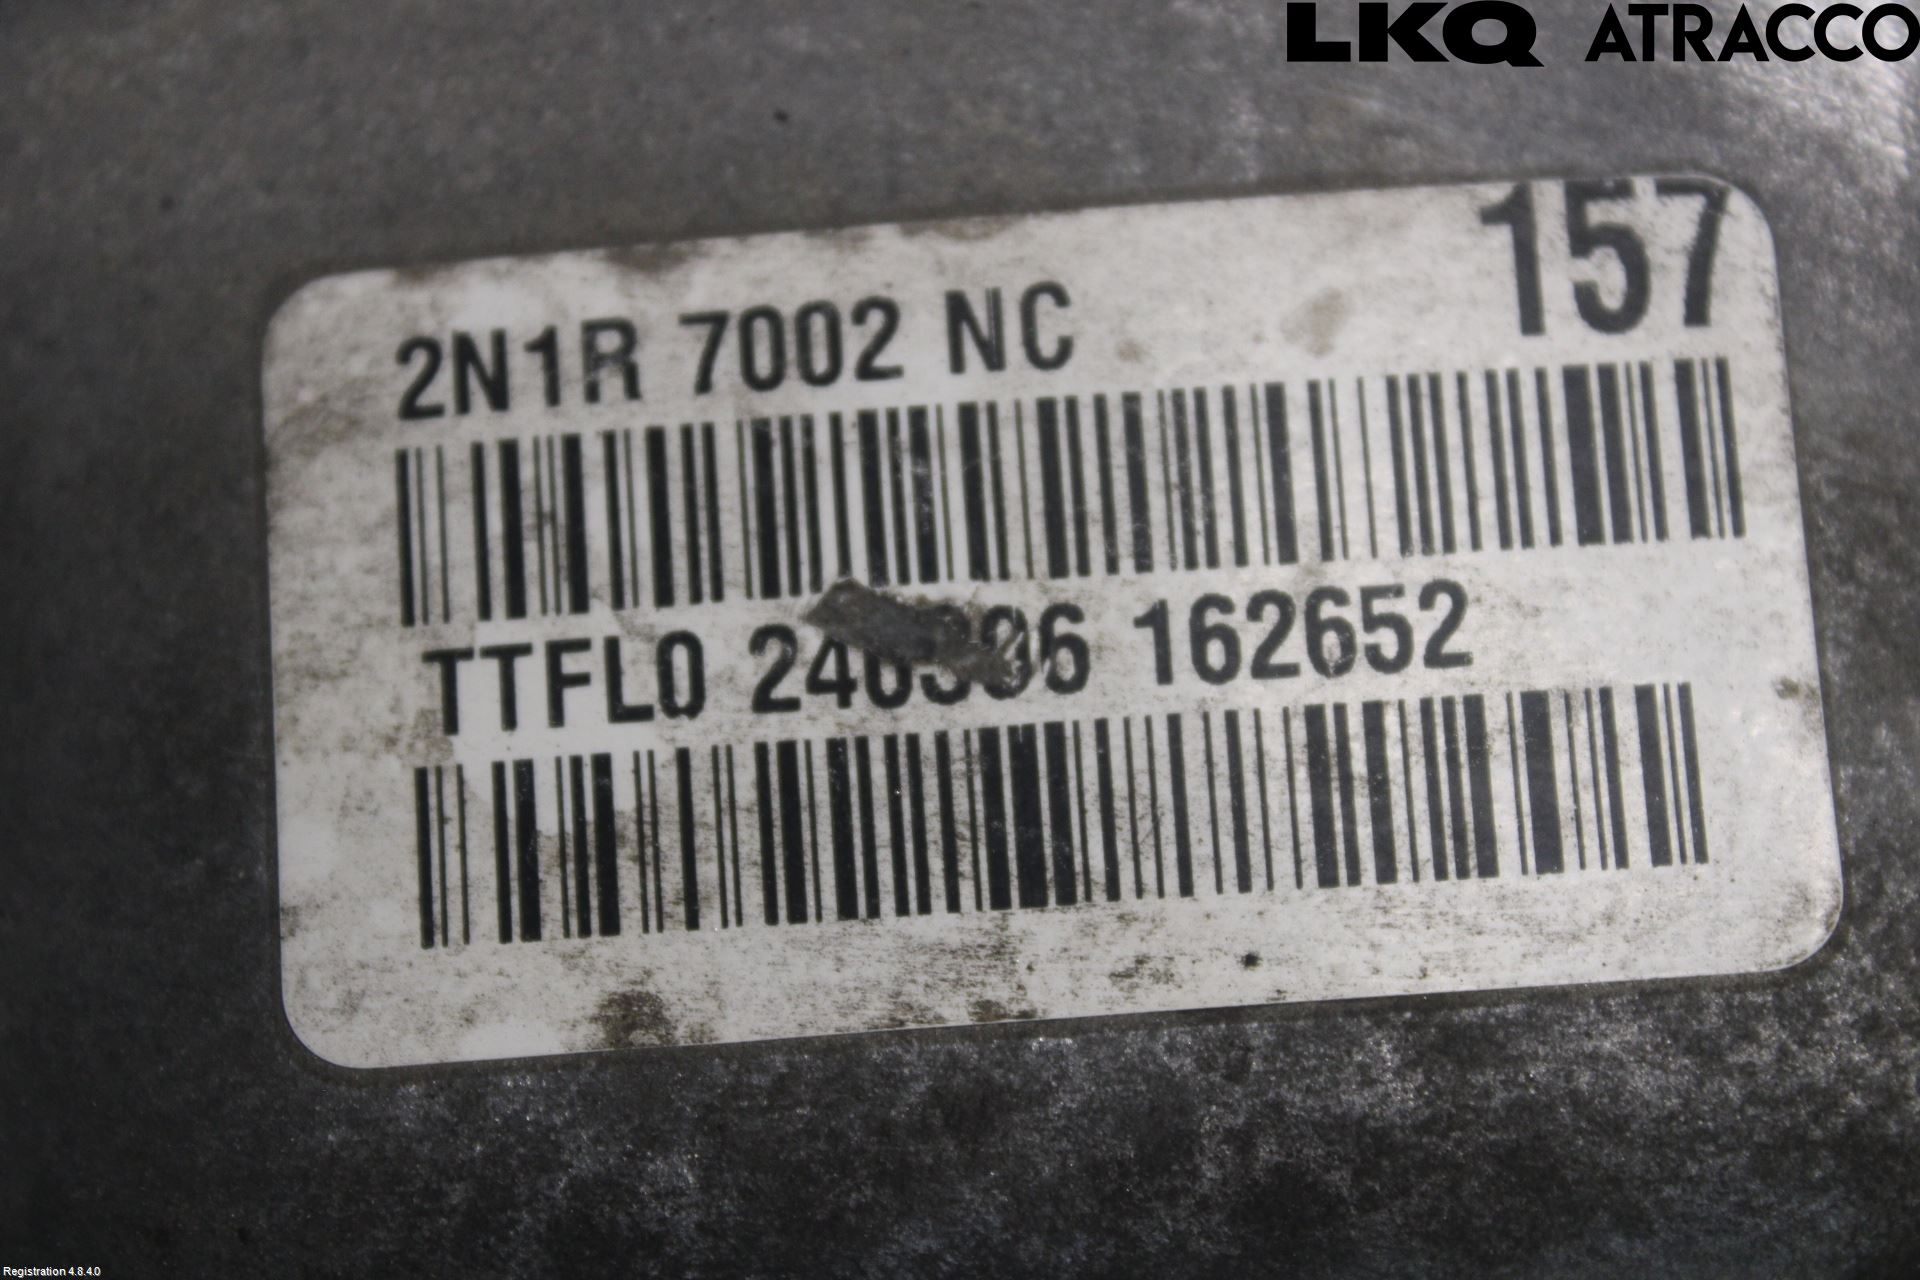 LKQ ATRACCO
157
2N1R 7002 NC
TTFL0 162652
Registration 4.8.4.0